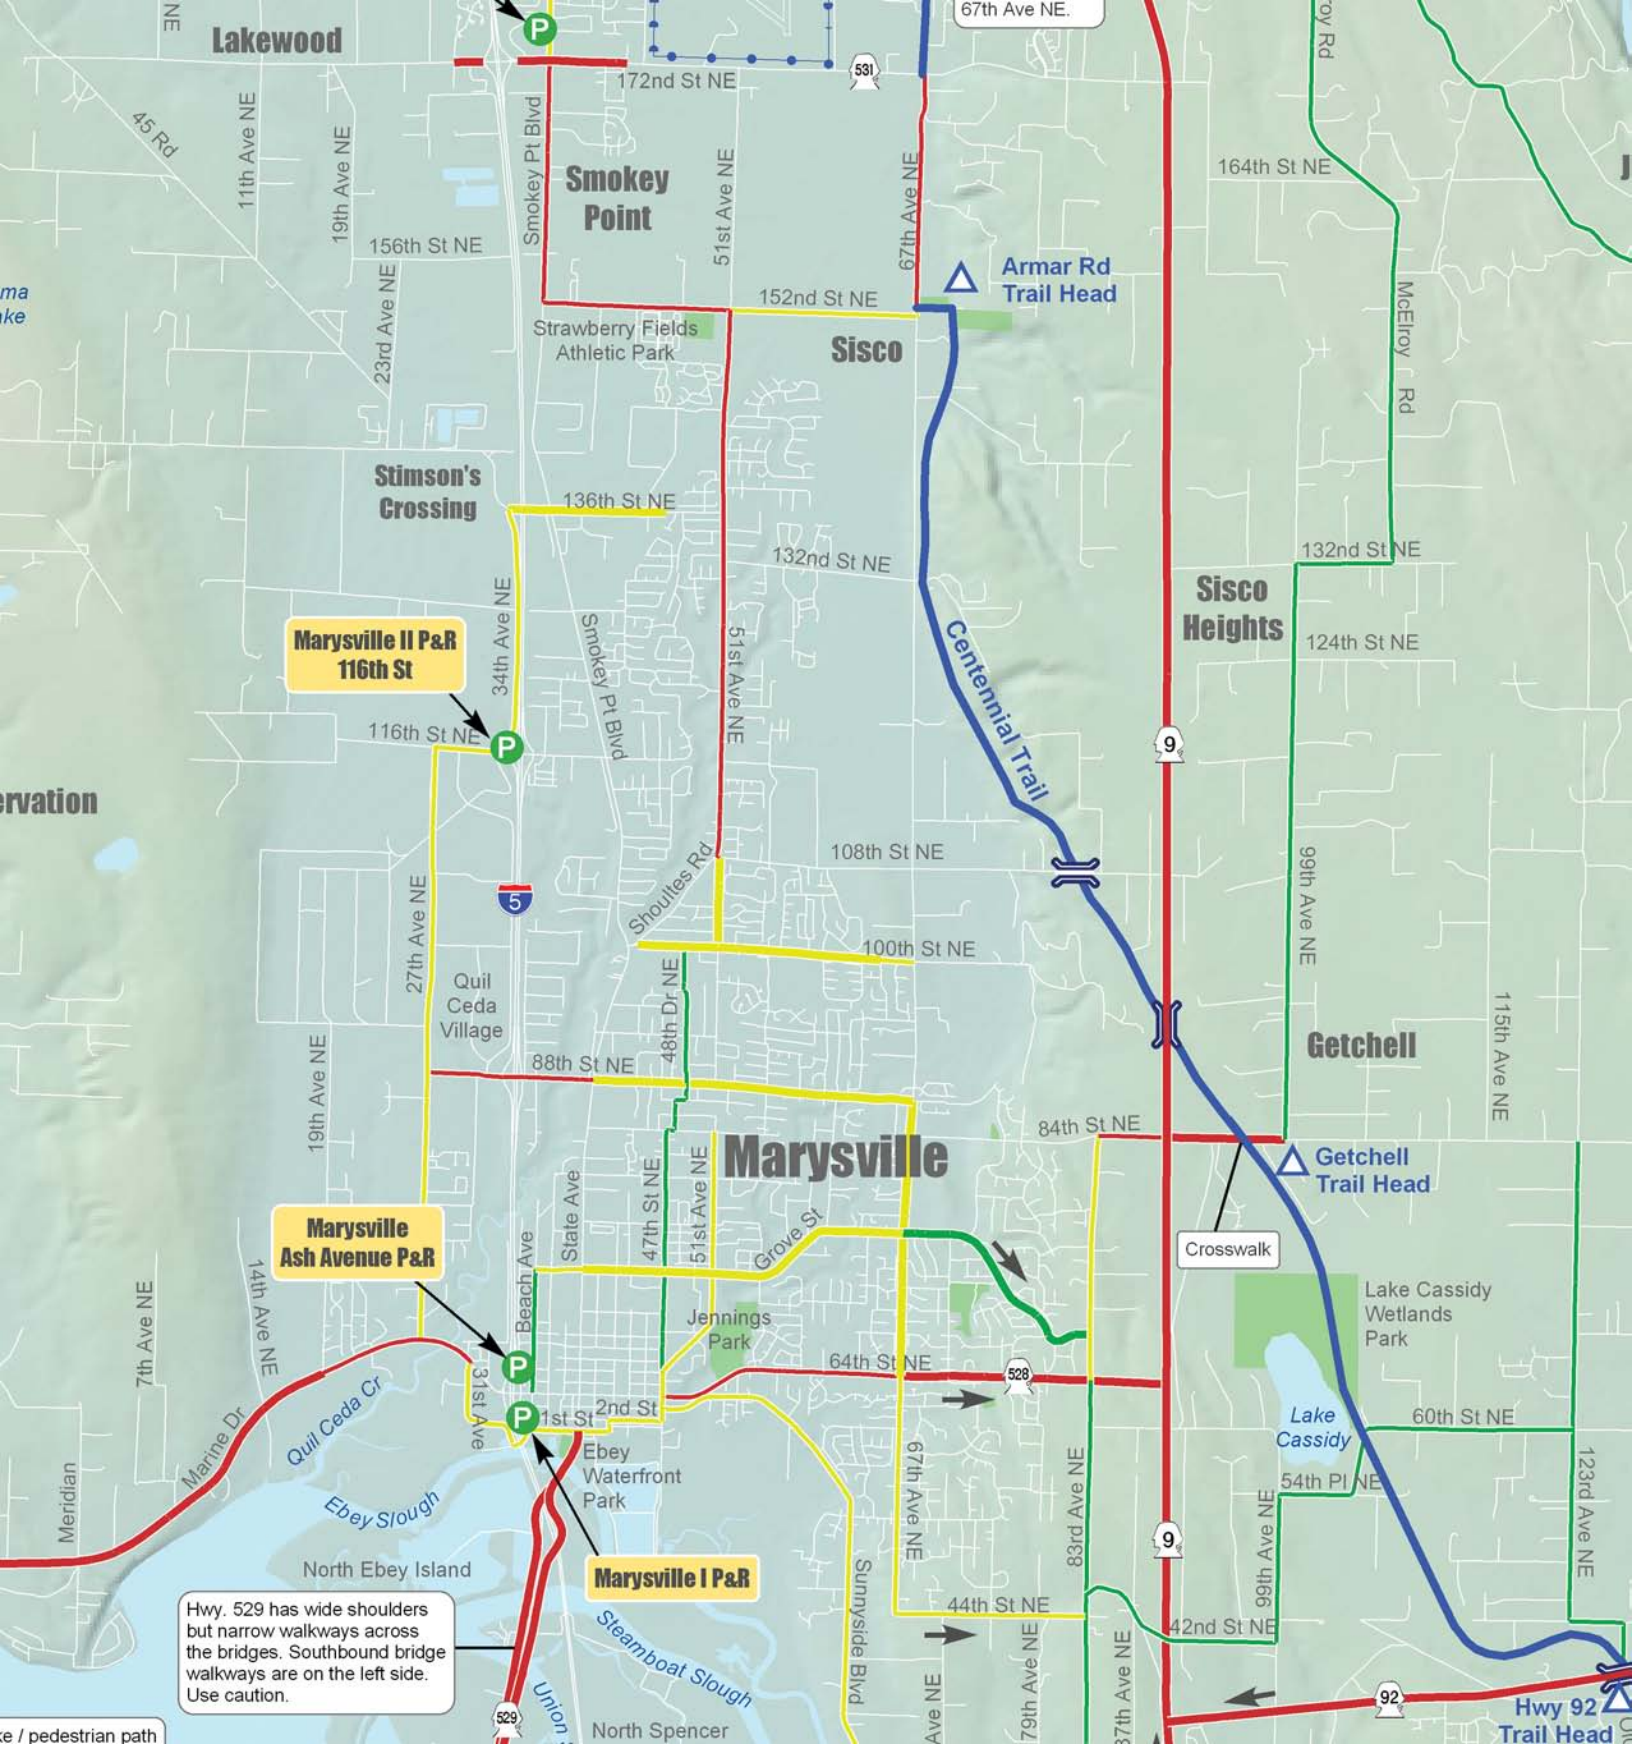 67th Ave NE.
NE
Lakewood
P
172nd St NE
531
45 Rd
11th Ave NE
19th Ave NE
Smokey Pt Blvd
Smokey
Point
51st Ave NE
67th Ave NE
164th St NE
156th St NE
23rd Ave NE
Armar Rd
Trail Head
152nd St NE
McElroy Rd
Strawberry Fields
Athletic Park
Sisco
Stimson's
Crossing
136th St NE
132nd St NE
132nd St NE
Sisco
Heights
34th Ave NE
Smokey Pt Blvd
51st Ave NE
Centennial Trail
124th St NE
Marysville II P&R
116th St
116th St NE
P
9
108th St NE
Shoultes Rd
99th Ave NE
27th Ave NE
5
100th St NE
Quil
Ceda
Village
48th Dr NE
115th Ave NE
Getchell
19th Ave NE
88th St NE
84th St NE
Marysville
Getchell
Trail Head
State Ave
47th St NE
51st Ave NE
Grove St
Crosswalk
Marysville
Ash Avenue P&R
Beach Ave
14th Ave NE
7th Ave NE
Jennings
Park
Lake Cassidy
Wetlands
Park
P
64th St NE
528
31st Ave
Quil Ceda Cr
Marine Dr
P
1st St
2nd St
Lake
Cassidy
60th St NE
Ebey
Waterfront
Park
54th Pl NE
Meridian
Ebey Slough
67th Ave NE
83rd Ave NE
99th Ave NE
123rd Ave NE
9
North Ebey Island
Marysville I P&R
Sunnyside Blvd
44th St NE
42nd St NE
Hwy. 529 has wide shoulders
but narrow walkways across
the bridges. Southbound bridge
walkways are on the left side.
Use caution.
Steamboat Slough
Union
Ave NE
79th Ave NE
87th Ave NE
92
529
Hwy 92
Trail Head
North Spencer
/ pedestrian path